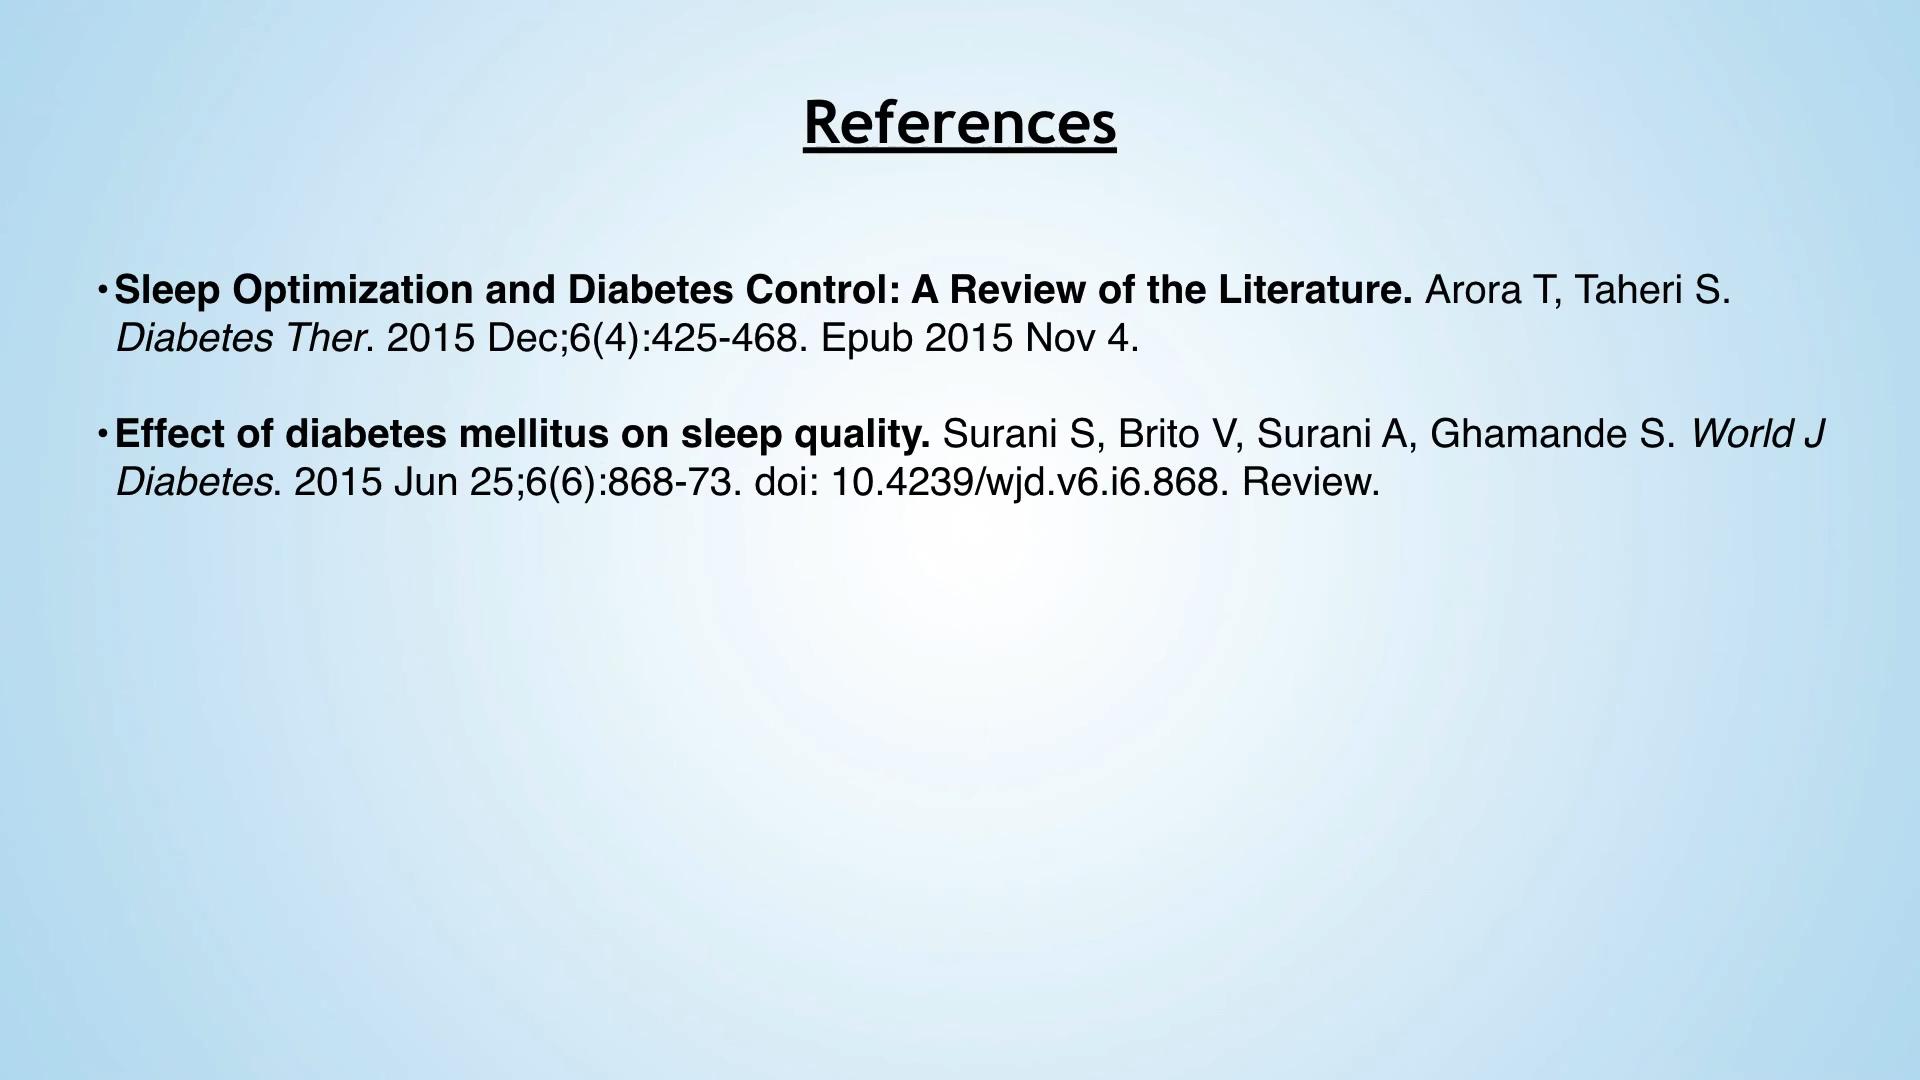 References
•Sleep Optimization and Diabetes Control: A Review of the Literature. Arora T, Taheri S.
Diabetes Ther. 2015 Dec;6(4):425-468. Epub 2015 Nov 4.
•Effect of diabetes mellitus on sleep quality. Surani S, Brito V, Surani A, Ghamande S. World J
Diabetes. 2015 Jun 25;6(6):868-73. doi: 10.4239/wjd.v6.i6.868. Review.